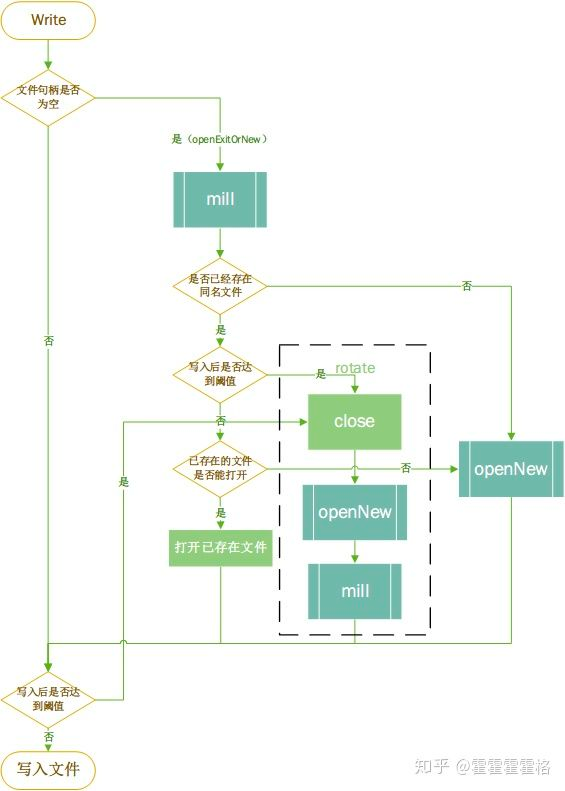 Write
文件句柄是否
为空
是（openExitOrNew）
mill
是否已经存在
同名文件
否
是
否
写入后是否达
到阈值
是
rotate
close
否
已存在的文件
是否能打开
否
openNew
是
是
openNew
打开已存在文件
mill
写入后是否达
到阈值
否
写入文件
知乎 @霍霍霍霍格